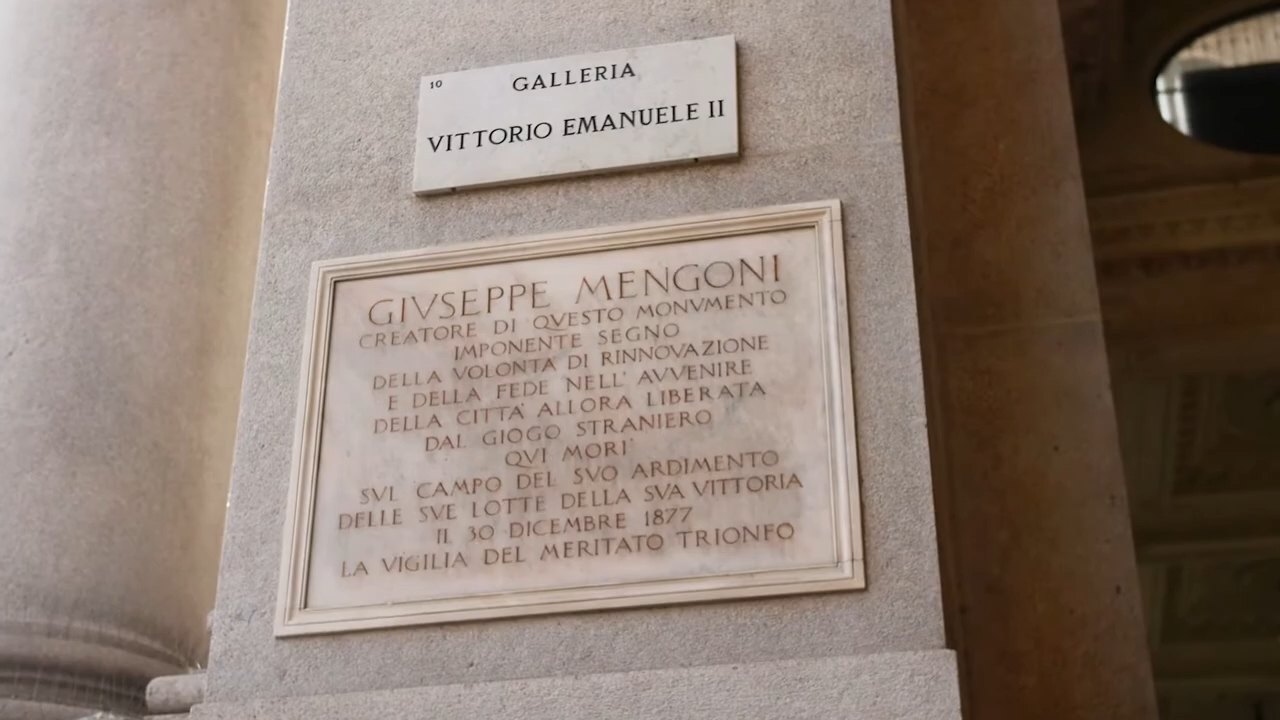 10
GALLERIA
VITTORIO EMANUELE II
GIVSEPPE MENGONI
CREATORE DI QVESTO MONVMENTO
IMPONENTE SEGNO
DELLA VOLONTA' DI RINNOVAZIONE
E DELLA FEDE NELL' AVVENIRE
DELLA CITTA' ALLORA LIBERATA
DAL GIOGO STRANIERO
QVI MORI'
SVL CAMPO DEL SVO ARDIMENTO
DELLE SVE LOTTE DELLA SVA VITTORIA
IL 30 DICEMBRE 1877
LA VIGILIA DEL MERITATO TRIONFO